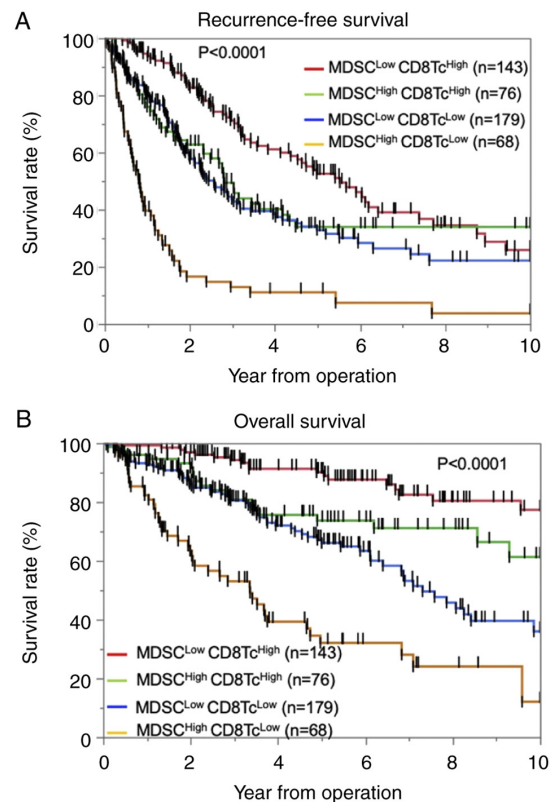 A
Recurrence-free survival
P<0.0001
MDSCLow CD8TcHigh (n=143)
MDSCHigh CD8TcHigh (n=76)
MDSCLow CD8TcLow (n=179)
MDSCHigh CD8TcLow (n=68)
Survival rate (%)
100
80
60
40
20
0
0 2 4 6 8 10
Year from operation
B
Overall survival
P<0.0001
Survival rate (%)
100
80
60
40
20
0
MDSCLow CD8TcHigh (n=143)
MDSCHigh CD8TcHigh (n=76)
MDSCLow CD8TcLow (n=179)
MDSCHigh CD8TcLow (n=68)
0 2 4 6 8 10
Year from operation